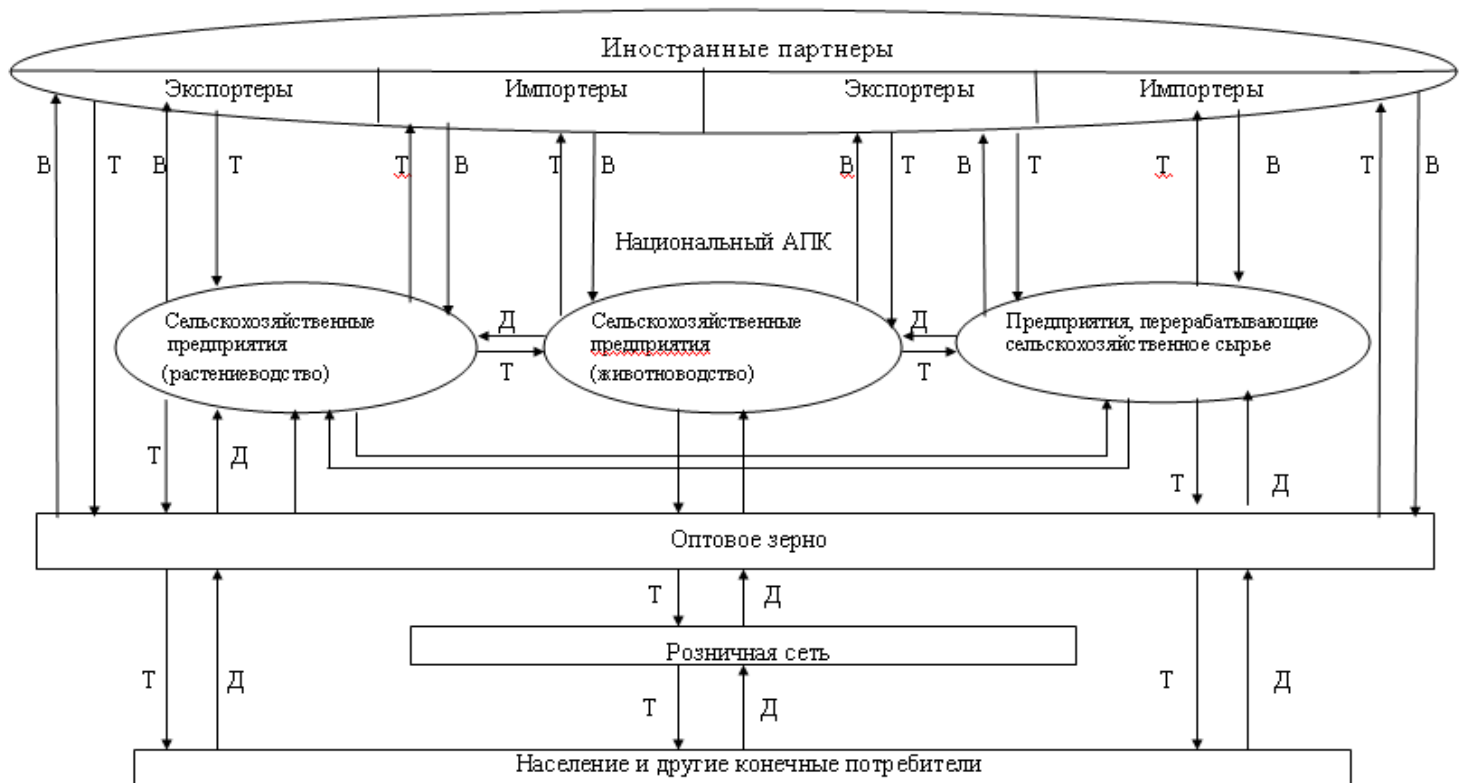 Иностранные партнеры
Экспортеры Импортеры Экспортеры Импортеры
В Т В Т Т В Т В В Т В Т Т В Т В
Национальный АПК
Сельскохозяйственные
предприятия
(растениеводство)
Д
Т
Сельскохозяйственные
предприятия
(животноводство)
Д
Т
Предприятия, перерабатывающие
сельскохозяйственное сырье
Т Д Т Д
Оптовое зерно
Т Д
Розничная сеть
Т Д Т Д Т Д
Население и другие конечные потребители